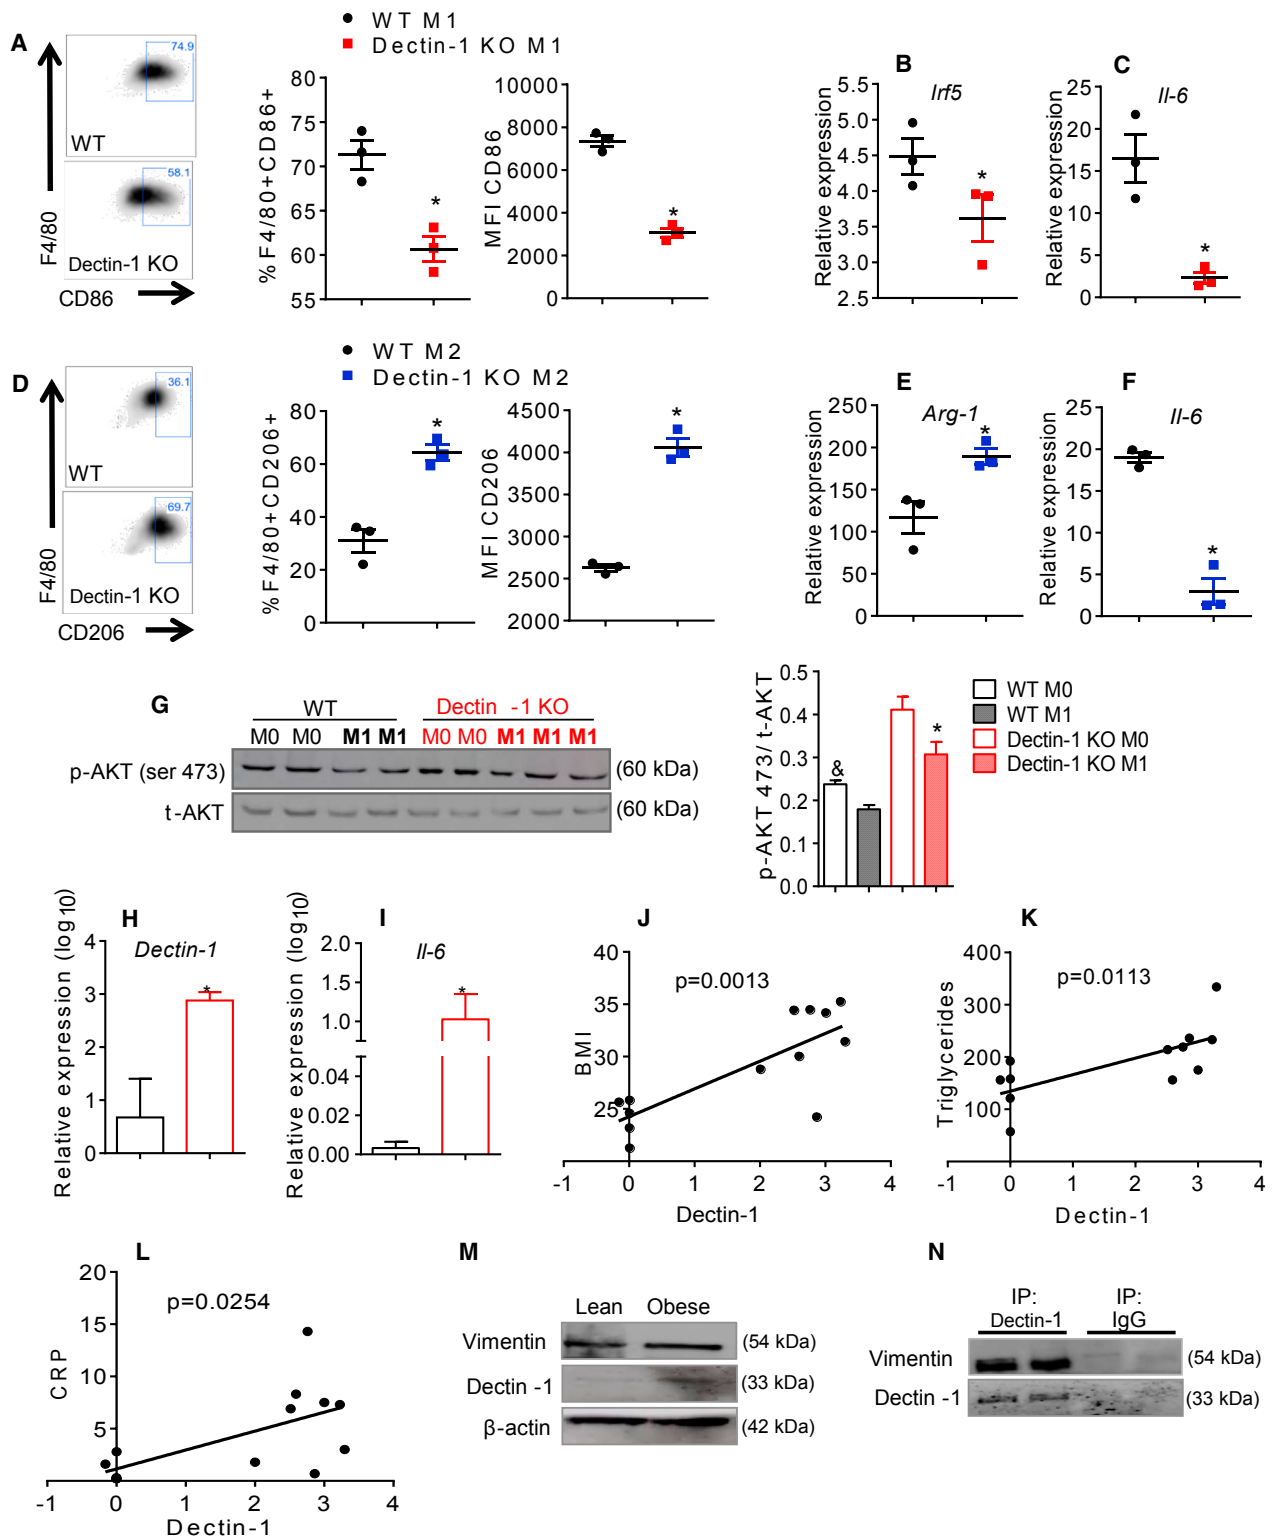 A
74.9
WT
58.1
Dectin-1 KO
F4/80
CD86
WT M1
Dectin-1 KO M1
%F4/80+CD86+
80
75
70
65
60
55
*
MFI CD86
10000
8000
6000
4000
2000
0
*
B
Irf5
Relative expression
5.5
5.0
4.5
4.0
3.5
3.0
2.5
*
C
Il-6
Relative expression
25
20
15
10
5
0
*
D
36.1
WT
69.7
Dectin-1 KO
F4/80
CD206
WT M2
Dectin-1 KO M2
%F4/80+CD206+
80
60
40
20
0
*
MFI CD206
4500
4000
3500
3000
2500
2000
*
E
Arg-1
Relative expression
250
200
150
100
50
0
*
F
Il-6
Relative expression
25
20
15
10
5
0
*
G
WT
Dectin -1 KO
M0 M0 M1 M1 M0 M0 M1 M1 M1
p-AKT (ser 473) (60 kDa)
t-AKT (60 kDa)
p-AKT 473/ t-AKT
0.5
0.4
0.3
0.2
0.1
0.0
&
*
WT M0
WT M1
Dectin-1 KO M0
Dectin-1 KO M1
H
Dectin-1
Relative expression (log10)
4
3
2
1
0
*
I
Il-6
Relative expression (log10)
2.0
1.5
1.0
0.04
0.02
0.00
*
J
p=0.0013
BMI
40
35
30
25
-1 0 1 2 3 4
Dectin-1
K
p=0.0113
Triglycerides
400
300
200
100
-1 0 1 2 3 4
Dectin-1
L
p=0.0254
CRP
20
15
10
5
-1 0 1 2 3 4
Dectin-1
M
Lean Obese
Vimentin (54 kDa)
Dectin -1 (33 kDa)
β-actin (42 kDa)
N
IP: IP:
Dectin-1 IgG
Vimentin (54 kDa)
Dectin -1 (33 kDa)